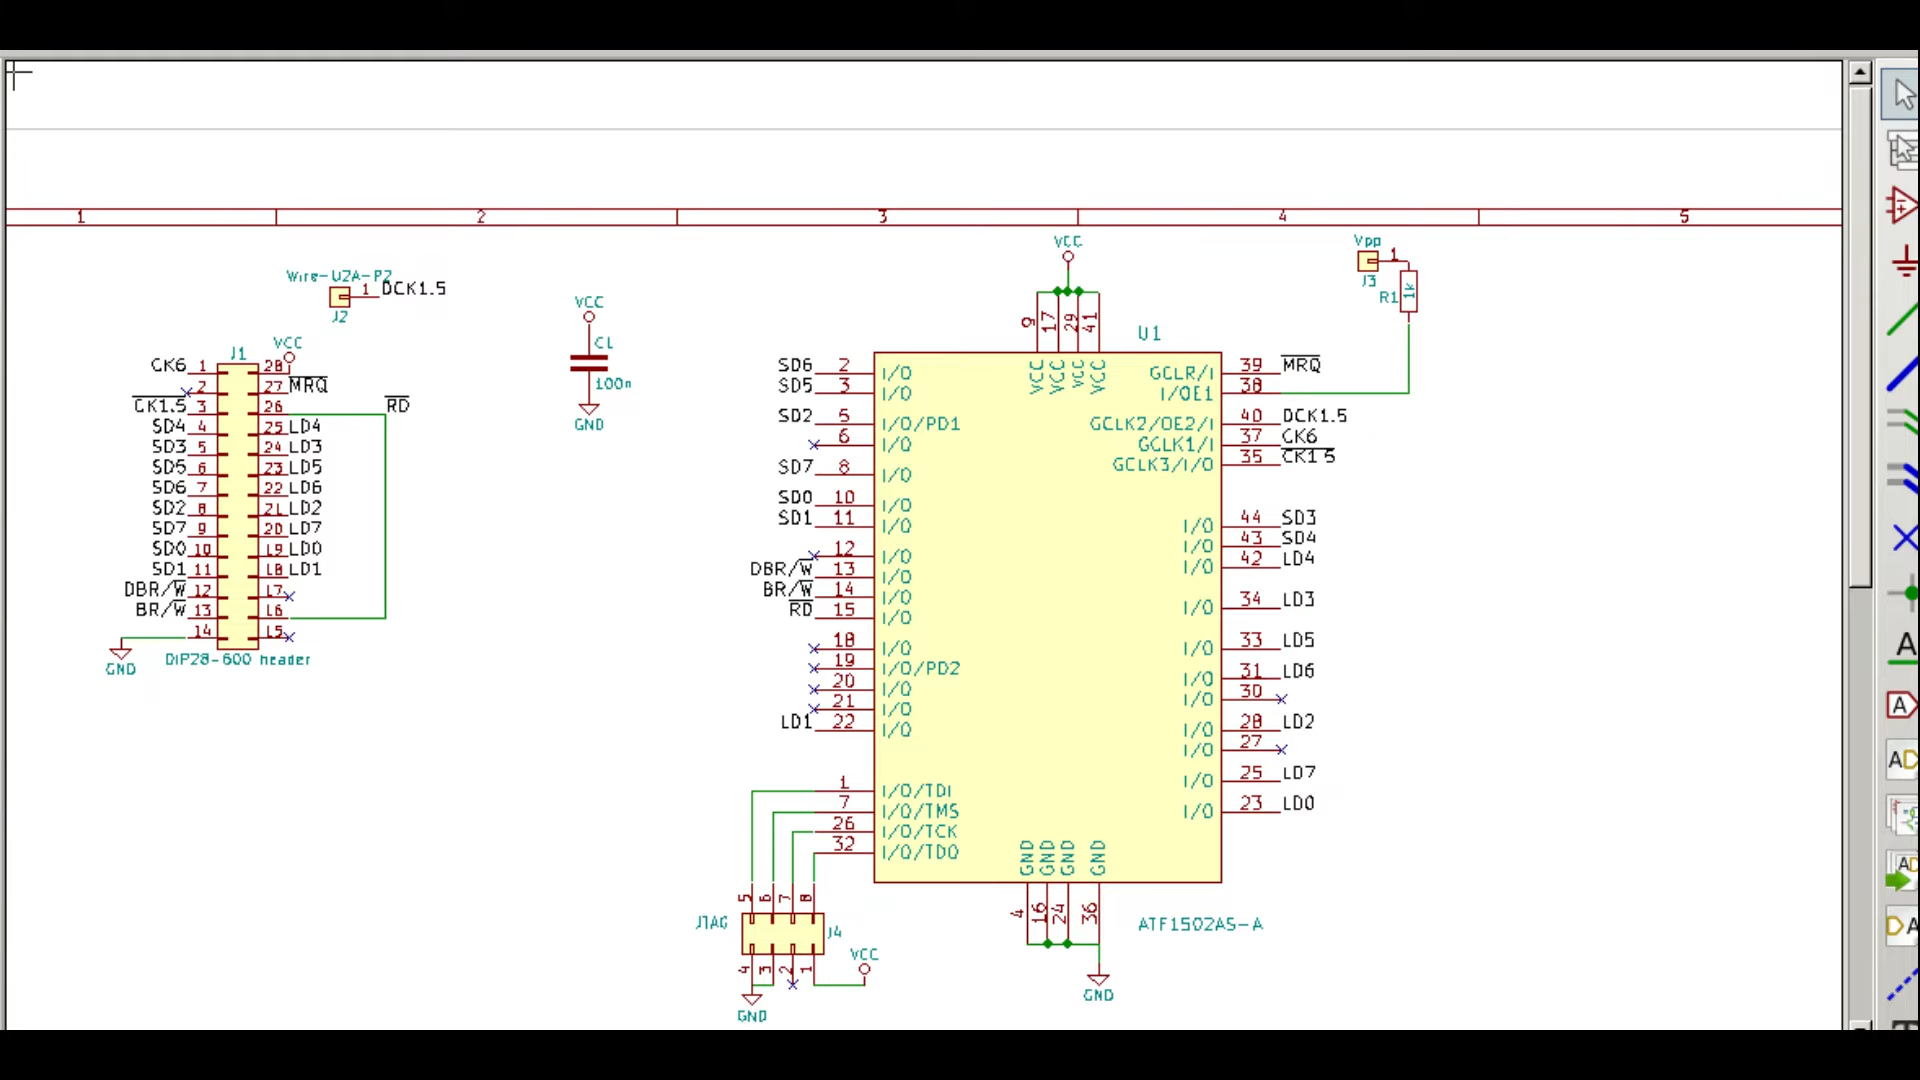 1 2 3 4 5
Wire-U2A-P2
1 DCK1.5
J2
VCC
C1
100n
GND
J1
VCC
CK6 1 28
2 27 MRQ
CK1.5 3 26 RD
SD4 4 25 LD4
SD3 5 24 LD3
SD5 6 23 LD5
SD6 7 22 LD6
SD2 8 21 LD2
SD7 9 20 LD7
SD0 10 19 LD0
SD1 11 18 LD1
DBR/W 12 17
BR/W 13 16
14 15
GND
DIP28-600 header
VCC
9 17 29 41
U1
Vpp
1
J3
R1 1k
VCC VCC VCC VCC
SD6 2 I/O
SD5 3 I/O
SD2 5 I/O/PD1
6 I/O
SD7 8 I/O
SD0 10 I/O
SD1 11 I/O
12 I/O
DBR/W 13 I/O
BR/W 14 I/O
RD 15 I/O
18 I/O
19 I/O/PD2
20 I/O
21 I/O
LD1 22 I/O
1 I/O/TDI
7 I/O/TMS
26 I/O/TCK
32 I/O/TDO
GCLR/I 39 MRQ
I/OE1 38
GCLK2/OE2/I 40 DCK1.5
GCLK1/I 37 CK6
GCLK3/I/O 35 CK1.5
I/O 44 SD3
I/O 43 SD4
I/O 42 LD4
I/O 34 LD3
I/O 33 LD5
I/O 31 LD6
I/O 30
I/O 28 LD2
I/O 27
I/O 25 LD7
I/O 23 LD0
GND GND GND GND
4 16 24 36
ATF1502AS-A
GND
5 6 7 8
JTAG
J4
4 3 2 1
VCC
GND
A
A